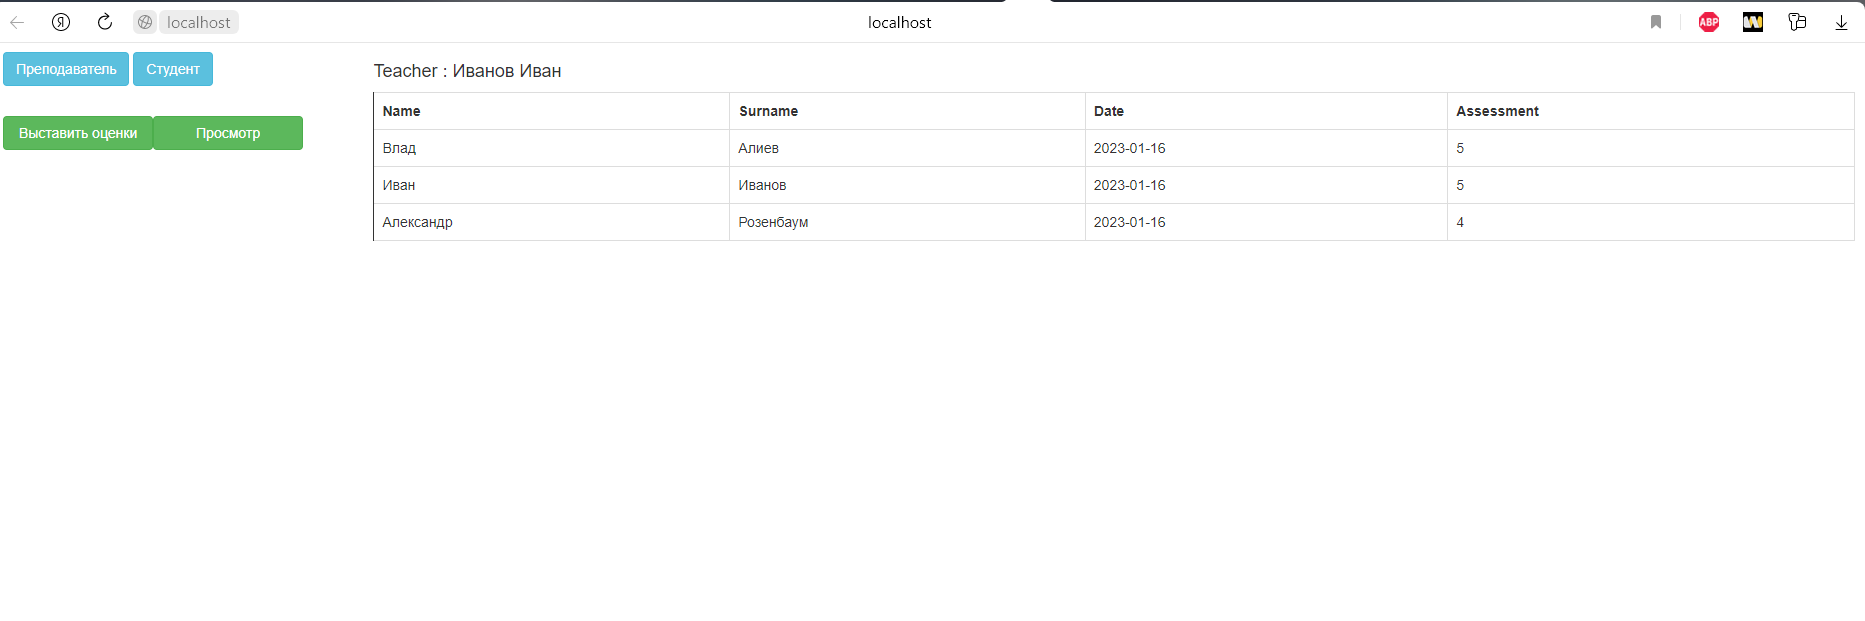 localhost localhost ABP
Преподаватель Студент
Выставить оценки Просмотр
Teacher : Иванов Иван
Name Surname Date Assessment
Влад Алиев 2023-01-16 5
Иван Иванов 2023-01-16 5
Александр Розенбаум 2023-01-16 4